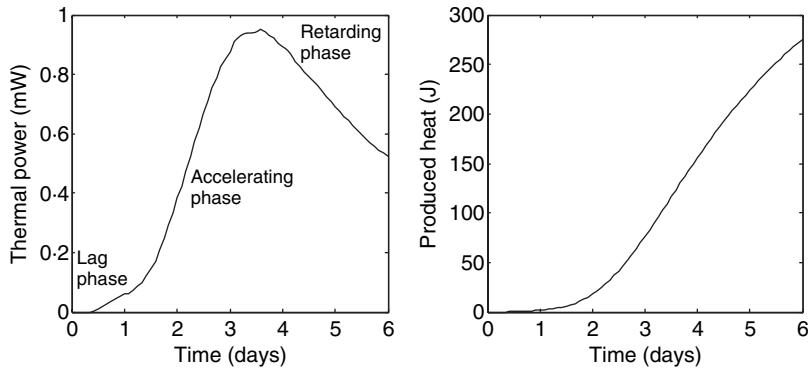 Thermal power (mW)
1
0·8
0·6
0·4
0·2
0
Lag
phase
Accelerating
phase
Retarding
phase
0 1 2 3 4 5 6
Time (days)
Produced heat (J)
300
250
200
150
100
50
0
0 1 2 3 4 5 6
Time (days)